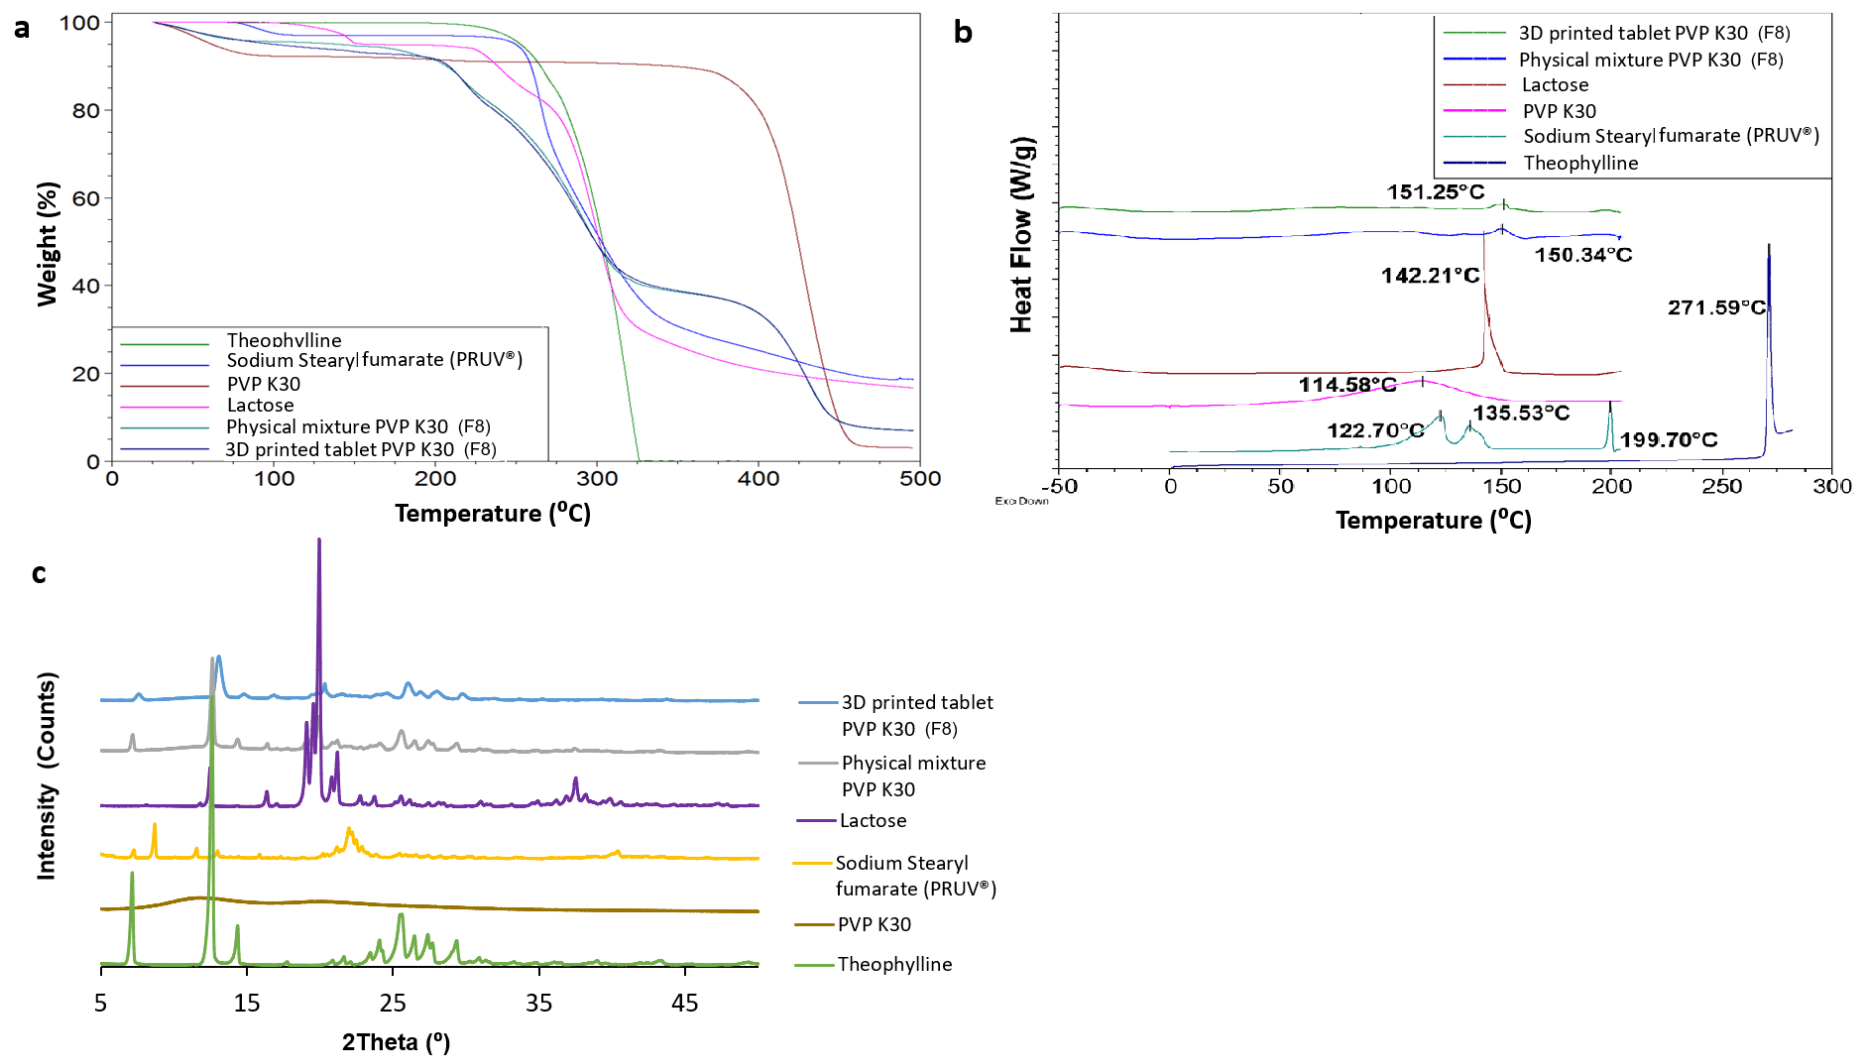 a
100
80
60
40
20
0
Weight (%)
Theophylline
Sodium Stearyl fumarate (PRUV®)
PVP K30
Lactose
Physical mixture PVP K30 (F8)
3D printed tablet PVP K30 (F8)
0
100
200
300
400
500
Temperature (⁰C)
b
Heat Flow (W/g)
3D printed tablet PVP K30 (F8)
Physical mixture PVP K30 (F8)
Lactose
PVP K30
Sodium Stearyl fumarate (PRUV®)
Theophylline
151.25°C
150.34°C
142.21°C
271.59°C
114.58°C
135.53°C
122.70°C
199.70°C
-50
0
50
100
150
200
250
300
Exo Down
Temperature (⁰C)
c
Intensity (Counts)
3D printed tablet
PVP K30 (F8)
Physical mixture
PVP K30
Lactose
Sodium Stearyl
fumarate (PRUV®)
PVP K30
Theophylline
5
15
25
35
45
2Theta (⁰)